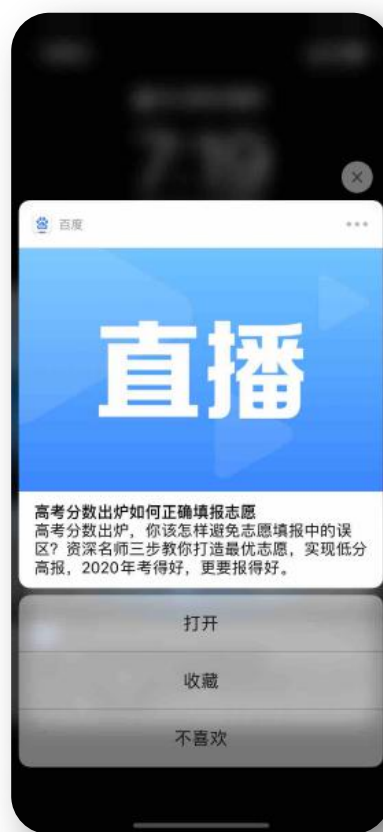 百度
直播
高考分数出炉如何正确填报志愿
高考分数出炉，你该怎样避免志愿填报中的误
区？资深名师三步教你打造最优志愿，实现低分
高报，2020年考得好，更要报得好。
打开
收藏
不喜欢